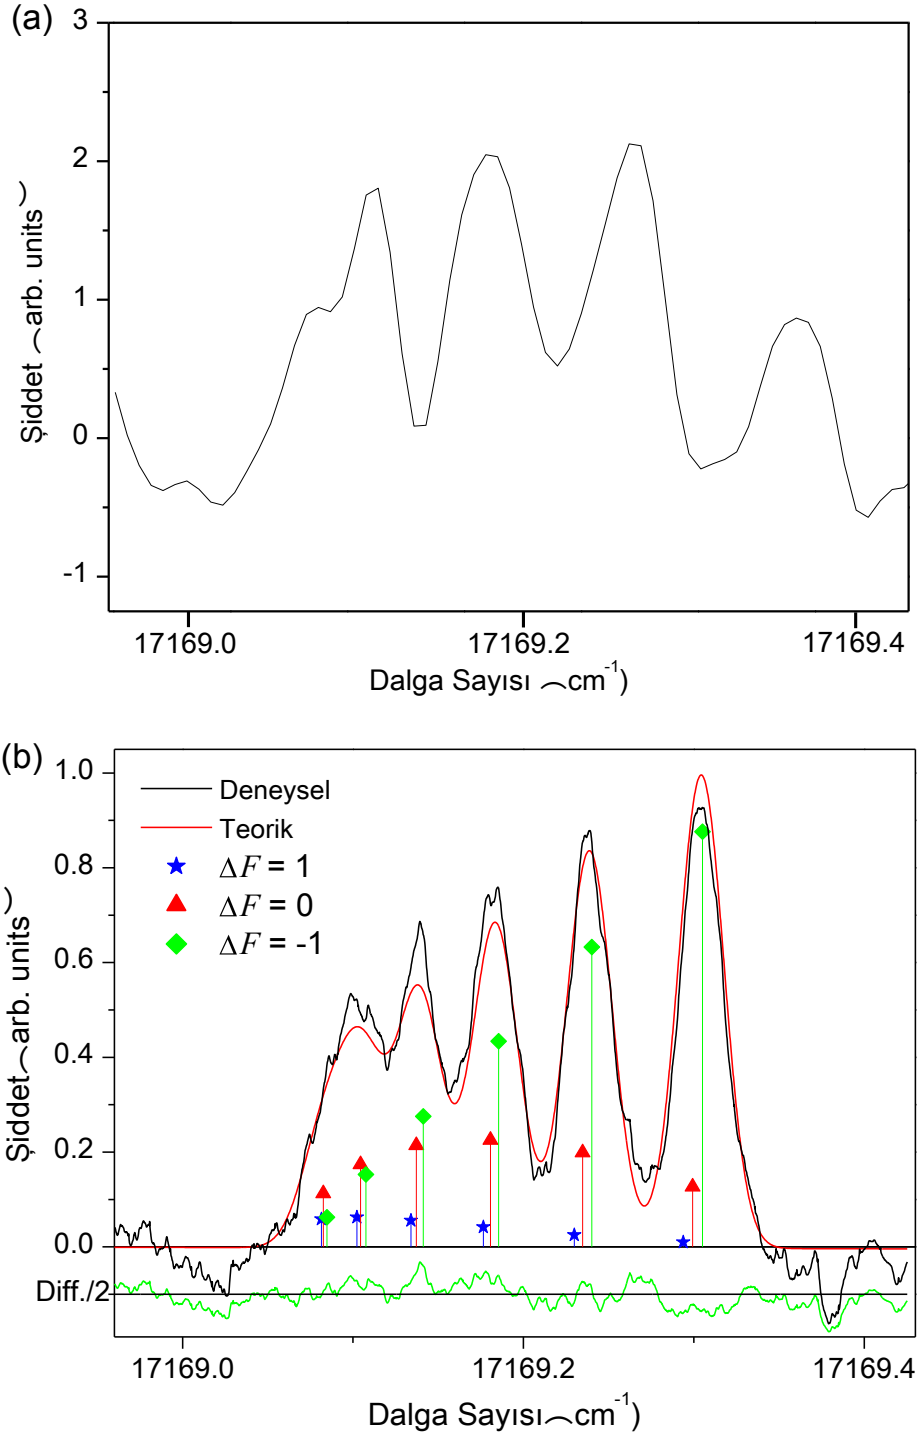 (a)
3
2
1
0
-1
Şiddet (arb. units)
17169.0 17169.2 17169.4
Dalga Sayısı (cm-1)
(b)
1.0
0.8
0.6
0.4
0.2
0.0
Diff./2
Şiddet (arb. units)
Deneysel
Teorik
ΔF = 1
ΔF = 0
ΔF = -1
17169.0 17169.2 17169.4
Dalga Sayısı (cm-1)